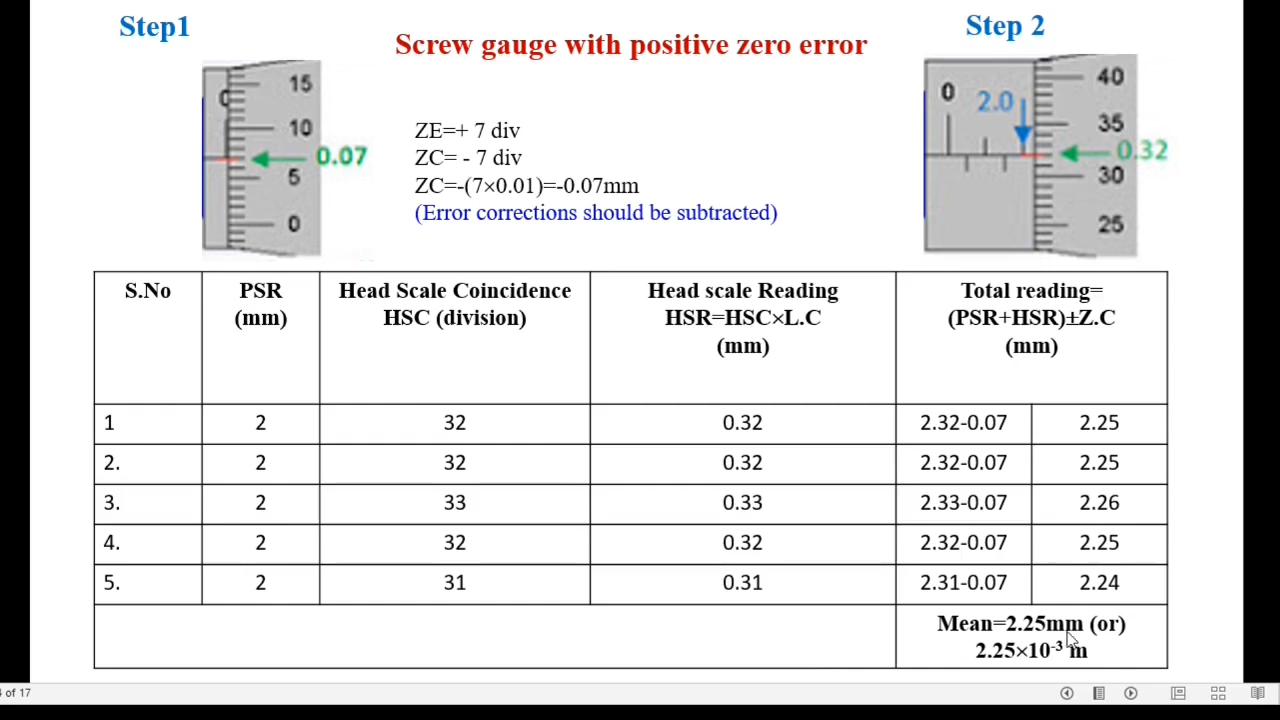 Step1
Step 2
Screw gauge with positive zero error
15
10
0.07
5
0
0
2.0
40
35
0.32
30
25
ZE=+ 7 div
ZC= - 7 div
ZC=-(7×0.01)=-0.07mm
(Error corrections should be subtracted)
S.No PSR (mm) Head Scale Coincidence HSC (division) Head scale Reading HSR=HSC×L.C (mm) Total reading= (PSR+HSR)±Z.C (mm)
1 2 32 0.32 2.32-0.07 2.25
2. 2 32 0.32 2.32-0.07 2.25
3. 2 33 0.33 2.33-0.07 2.26
4. 2 32 0.32 2.32-0.07 2.25
5. 2 31 0.31 2.31-0.07 2.24
Mean=2.25mm (or)
2.25×10⁻³ m
of 17